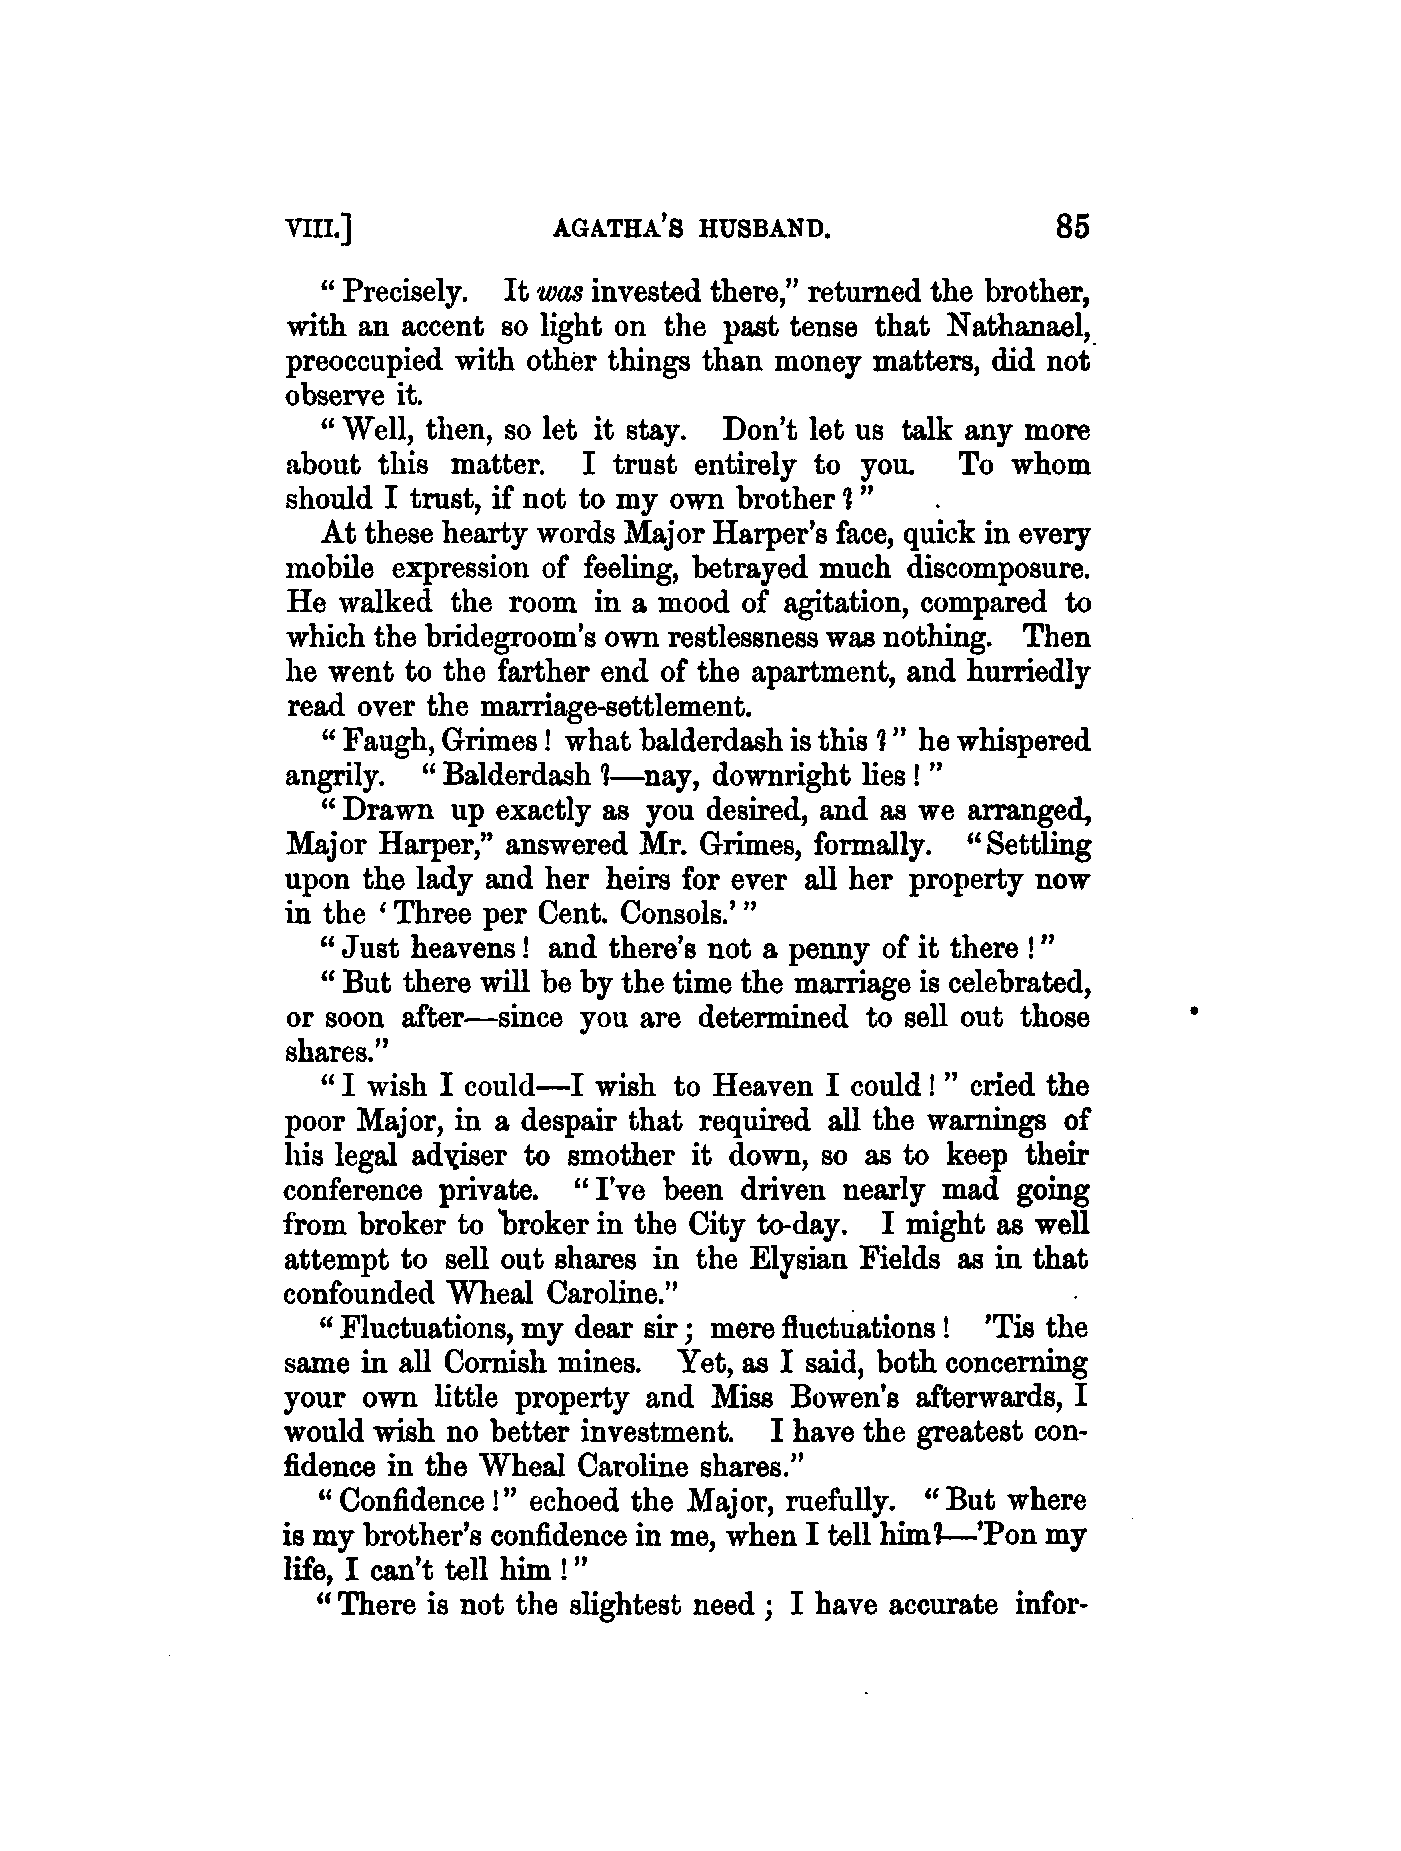 VIII.] AGATHA'S HUSBAND. 85
" Precisely. It was invested there," returned the brother,
with an accent so light on the past tense that Nathanael,
preoccupied with other things than money matters, did not
observe it.
" Well, then, so let it stay. Don't let us talk any more
about this matter. I trust entirely to you. To whom
should I trust, if not to my own brother ? "
At these hearty words Major Harper's face, quick in every
mobile expression of feeling, betrayed much discomposure.
He walked the room in a mood of agitation, compared to
which the bridegroom's own restlessness was nothing. Then
he went to the farther end of the apartment, and hurriedly
read over the marriage-settlement.
" Faugh, Grimes ! what balderdash is this ? " he whispered
angrily. " Balderdash ?—nay, downright lies ! "
" Drawn up exactly as you desired, and as we arranged,
Major Harper," answered Mr. Grimes, formally. " Settling
upon the lady and her heirs for ever all her property now
in the ' Three per Cent. Consols.' "
" Just heavens ! and there's not a penny of it there ! "
" But there will be by the time the marriage is celebrated,
or soon after—since you are determined to sell out those
shares."
" I wish I could—I wish to Heaven I could ! " cried the
poor Major, in a despair that required all the warnings of
his legal adviser to smother it down, so as to keep their
conference private. " I've been driven nearly mad going
from broker to broker in the City to-day. I might as well
attempt to sell out shares in the Elysian Fields as in that
confounded Wheal Caroline."
" Fluctuations, my dear sir ; mere fluctuations ! 'Tis the
same in all Cornish mines. Yet, as I said, both concerning
your own little property and Miss Bowen's afterwards, I
would wish no better investment. I have the greatest con-
fidence in the Wheal Caroline shares."
" Confidence ! " echoed the Major, ruefully. " But where
is my brother's confidence in me, when I tell him ?—'Pon my
life, I can't tell him ! "
" There is not the slightest need ; I have accurate infor-